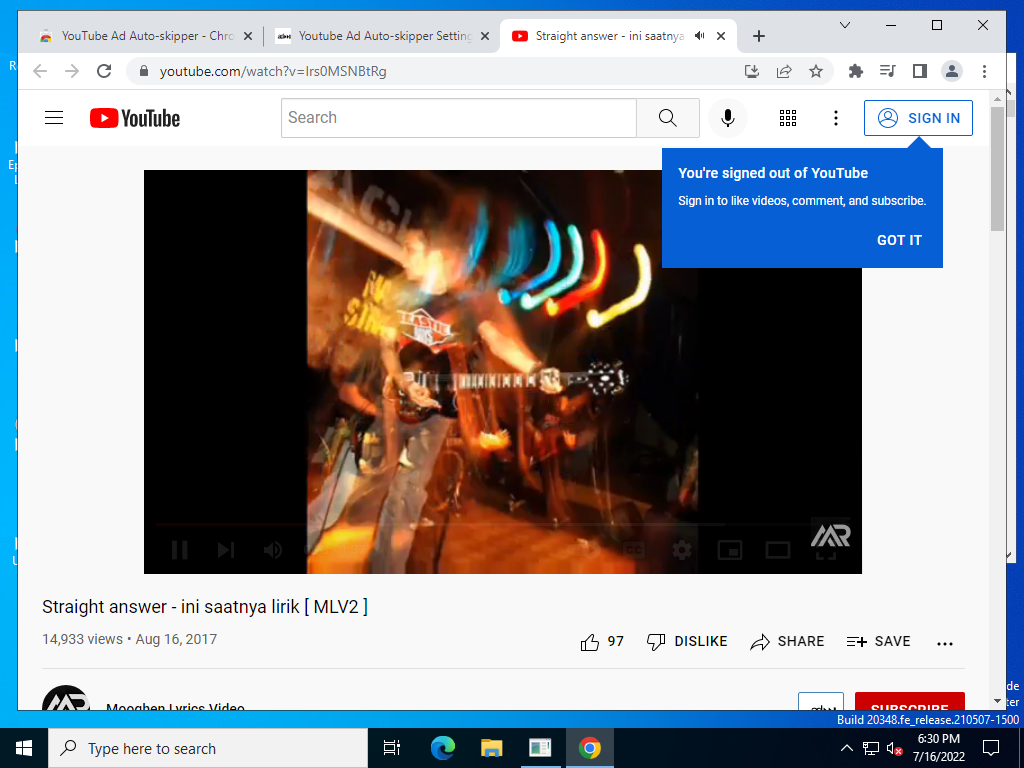 YouTube Ad Auto-skipper - Chro
Youtube Ad Auto-skipper Setting
Straight answer - ini saatnya
youtube.com/watch?v=Irs0MSNBtRg
YouTube
Search
SIGN IN
You're signed out of YouTube
Sign in to like videos, comment, and subscribe.
GOT IT
CC
MR
Straight answer - ini saatnya lirik [ MLV2 ]
14,933 views • Aug 16, 2017
97
DISLIKE
SHARE
SAVE
Mooghen Lyrics Video
SUBSCRIBE
Build 20348.fe_release.210507-1500
Type here to search
6:30 PM
7/16/2022